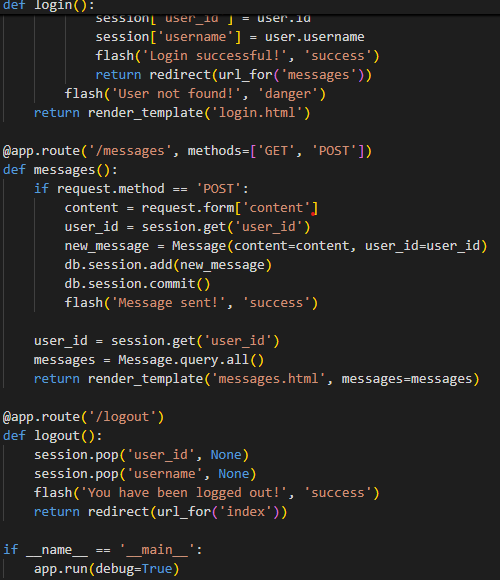 def login():
            session['user_id'] = user.id
            session['username'] = user.username
            flash('Login successful!', 'success')
            return redirect(url_for('messages'))
        flash('User not found!', 'danger')
    return render_template('login.html')

@app.route('/messages', methods=['GET', 'POST'])
def messages():
    if request.method == 'POST':
        content = request.form['content']
        user_id = session.get('user_id')
        new_message = Message(content=content, user_id=user_id)
        db.session.add(new_message)
        db.session.commit()
        flash('Message sent!', 'success')

    user_id = session.get('user_id')
    messages = Message.query.all()
    return render_template('messages.html', messages=messages)

@app.route('/logout')
def logout():
    session.pop('user_id', None)
    session.pop('username', None)
    flash('You have been logged out!', 'success')
    return redirect(url_for('index'))

if __name__ == '__main__':
    app.run(debug=True)